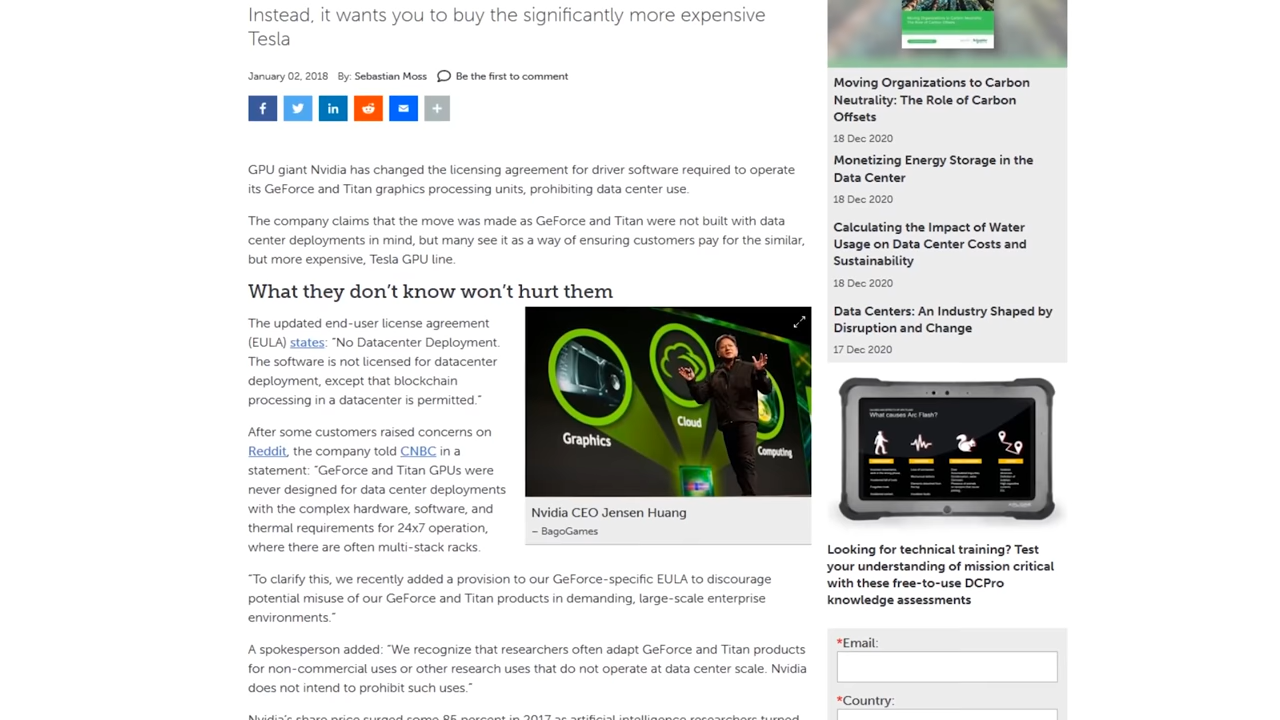 Instead, it wants you to buy the significantly more expensive
Tesla
January 02, 2018 By: Sebastian Moss Be the first to comment
GPU giant Nvidia has changed the licensing agreement for driver software required to operate
its GeForce and Titan graphics processing units, prohibiting data center use.
The company claims that the move was made as GeForce and Titan were not built with data
center deployments in mind, but many see it as a way of ensuring customers pay for the similar,
but more expensive, Tesla GPU line.
What they don’t know won’t hurt them
The updated end-user license agreement
(EULA) states: “No Datacenter Deployment.
The software is not licensed for datacenter
deployment, except that blockchain
processing in a datacenter is permitted.”
After some customers raised concerns on
Reddit, the company told CNBC in a
statement: “GeForce and Titan GPUs were
never designed for data center deployments
with the complex hardware, software, and
thermal requirements for 24x7 operation,
where there are often multi-stack racks.
Graphics
Cloud
Computing
Nvidia CEO Jensen Huang
– BagoGames
“To clarify this, we recently added a provision to our GeForce-specific EULA to discourage
potential misuse of our GeForce and Titan products in demanding, large-scale enterprise
environments.”
A spokesperson added: “We recognize that researchers often adapt GeForce and Titan products
for non-commercial uses or other research uses that do not operate at data center scale. Nvidia
does not intend to prohibit such uses.”
Nvidia’s share price surged some 85 percent in 2017 as artificial intelligence researchers turned
Moving Organizations to Carbon
Neutrality: The Role of Carbon
Offsets
18 Dec 2020
Monetizing Energy Storage in the
Data Center
18 Dec 2020
Calculating the Impact of Water
Usage on Data Center Costs and
Sustainability
18 Dec 2020
Data Centers: An Industry Shaped by
Disruption and Change
17 Dec 2020
What causes Arc Flash?
Looking for technical training? Test
your understanding of mission critical
with these free-to-use DCPro
knowledge assessments
*Email:
*Country: